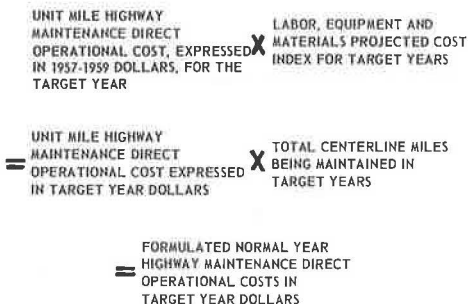 UNIT MILE HIGHWAY
MAINTENANCE DIRECT
OPERATIONAL COST, EXPRESSED
IN 1957-1959 DOLLARS, FOR THE
TARGET YEAR
X
LABOR, EQUIPMENT AND
MATERIALS PROJECTED COST
INDEX FOR TARGET YEARS
=
UNIT MILE HIGHWAY
MAINTENANCE DIRECT
OPERATIONAL COST EXPRESSED
IN TARGET YEAR DOLLARS
X
TOTAL CENTERLINE MILES
BEING MAINTAINED IN
TARGET YEARS
=
FORMULATED NORMAL YEAR
HIGHWAY MAINTENANCE DIRECT
OPERATIONAL COSTS IN
TARGET YEAR DOLLARS